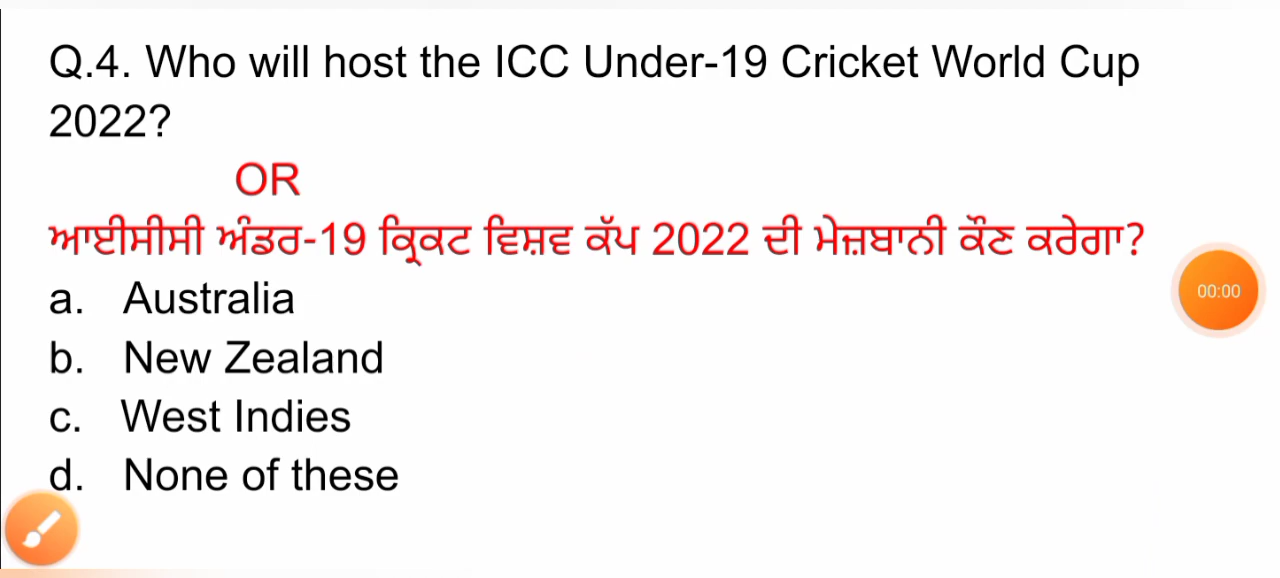 Q.4. Who will host the ICC Under-19 Cricket World Cup
2022?
OR
ਆਈਸੀਸੀ ਅੰਡਰ-19 ਕ੍ਰਿਕਟ ਵਿਸ਼ਵ ਕੱਪ 2022 ਦੀ ਮੇਜ਼ਬਾਨੀ ਕੌਣ ਕਰੇਗਾ?
a. Australia
00:00
b. New Zealand
c. West Indies
d. None of these